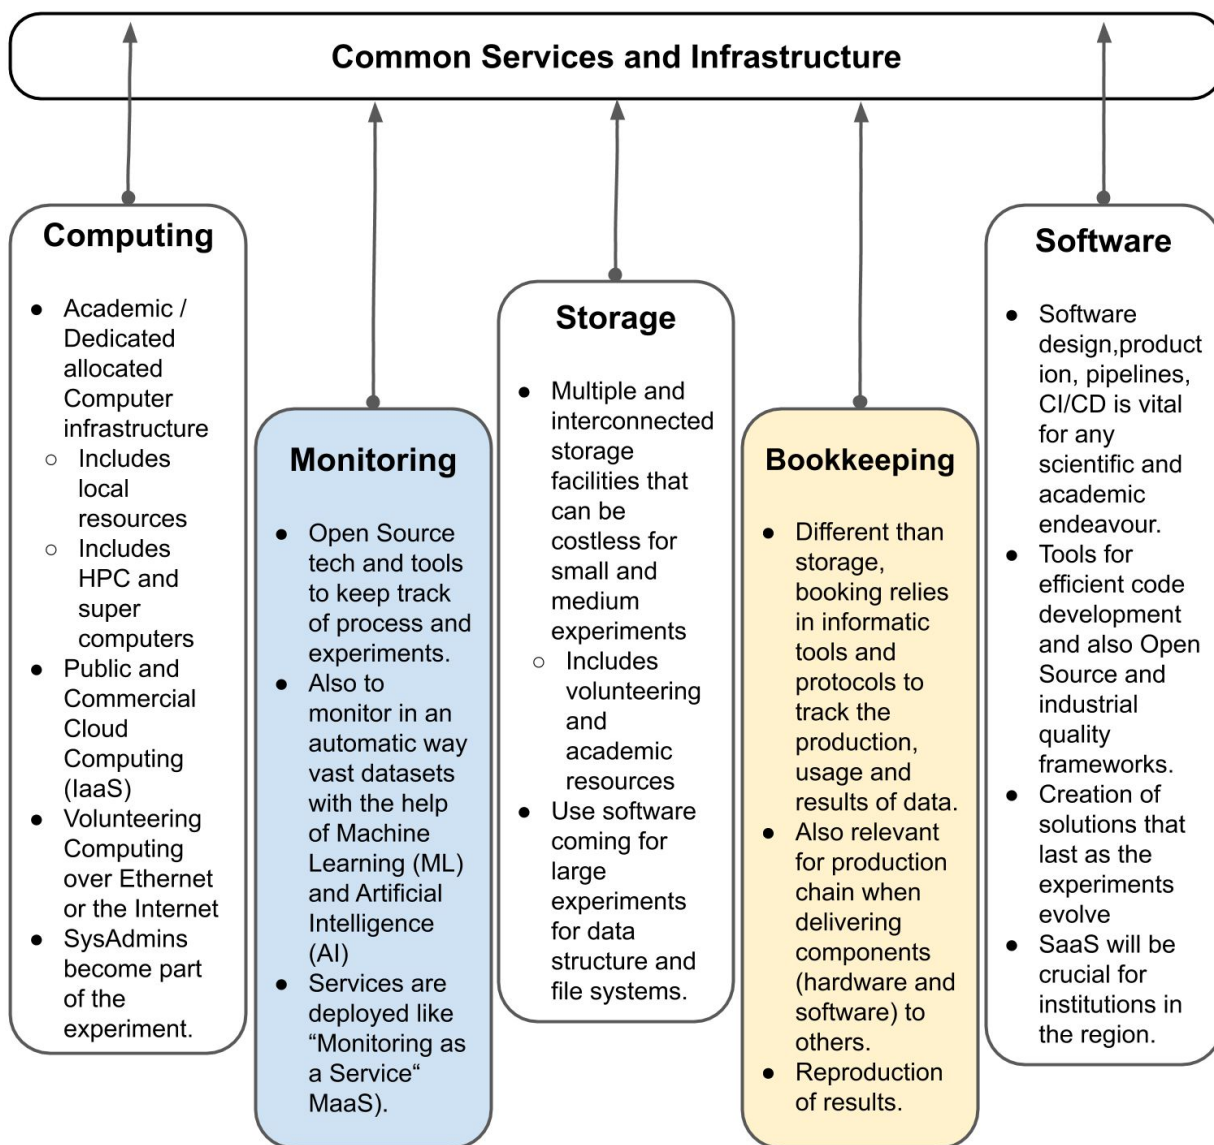 Common Services and Infrastructure
Computing
● Academic /
Dedicated
allocated
Computer
infrastructure
○ Includes
local
resources
○ Includes
HPC and
super
computers
● Public and
Commercial
Cloud
Computing
(IaaS)
● Volunteering
Computing
over Ethernet
or the Internet
● SysAdmins
become part
of the
experiment.
Monitoring
● Open Source
tech and tools
to keep track
of process and
experiments.
● Also to
monitor in an
automatic way
vast datasets
with the help
of Machine
Learning (ML)
and Artificial
Intelligence
(AI)
● Services are
deployed like
“Monitoring as
a Service“
MaaS).
Storage
● Multiple and
interconnected
storage
facilities that
can be
costless for
small and
medium
experiments
○ Includes
volunteering
and
academic
resources
● Use software
coming for
large
experiments
for data
structure and
file systems.
Bookkeeping
● Different than
storage,
booking relies
in informatic
tools and
protocols to
track the
production,
usage and
results of data.
● Also relevant
for production
chain when
delivering
components
(hardware and
software) to
others.
● Reproduction
of results.
Software
● Software
design,product
ion, pipelines,
CI/CD is vital
for any
scientific and
academic
endeavour.
● Tools for
efficient code
development
and also Open
Source and
industrial
quality
frameworks.
● Creation of
solutions that
last as the
experiments
evolve
● SaaS will be
crucial for
institutions in
the region.